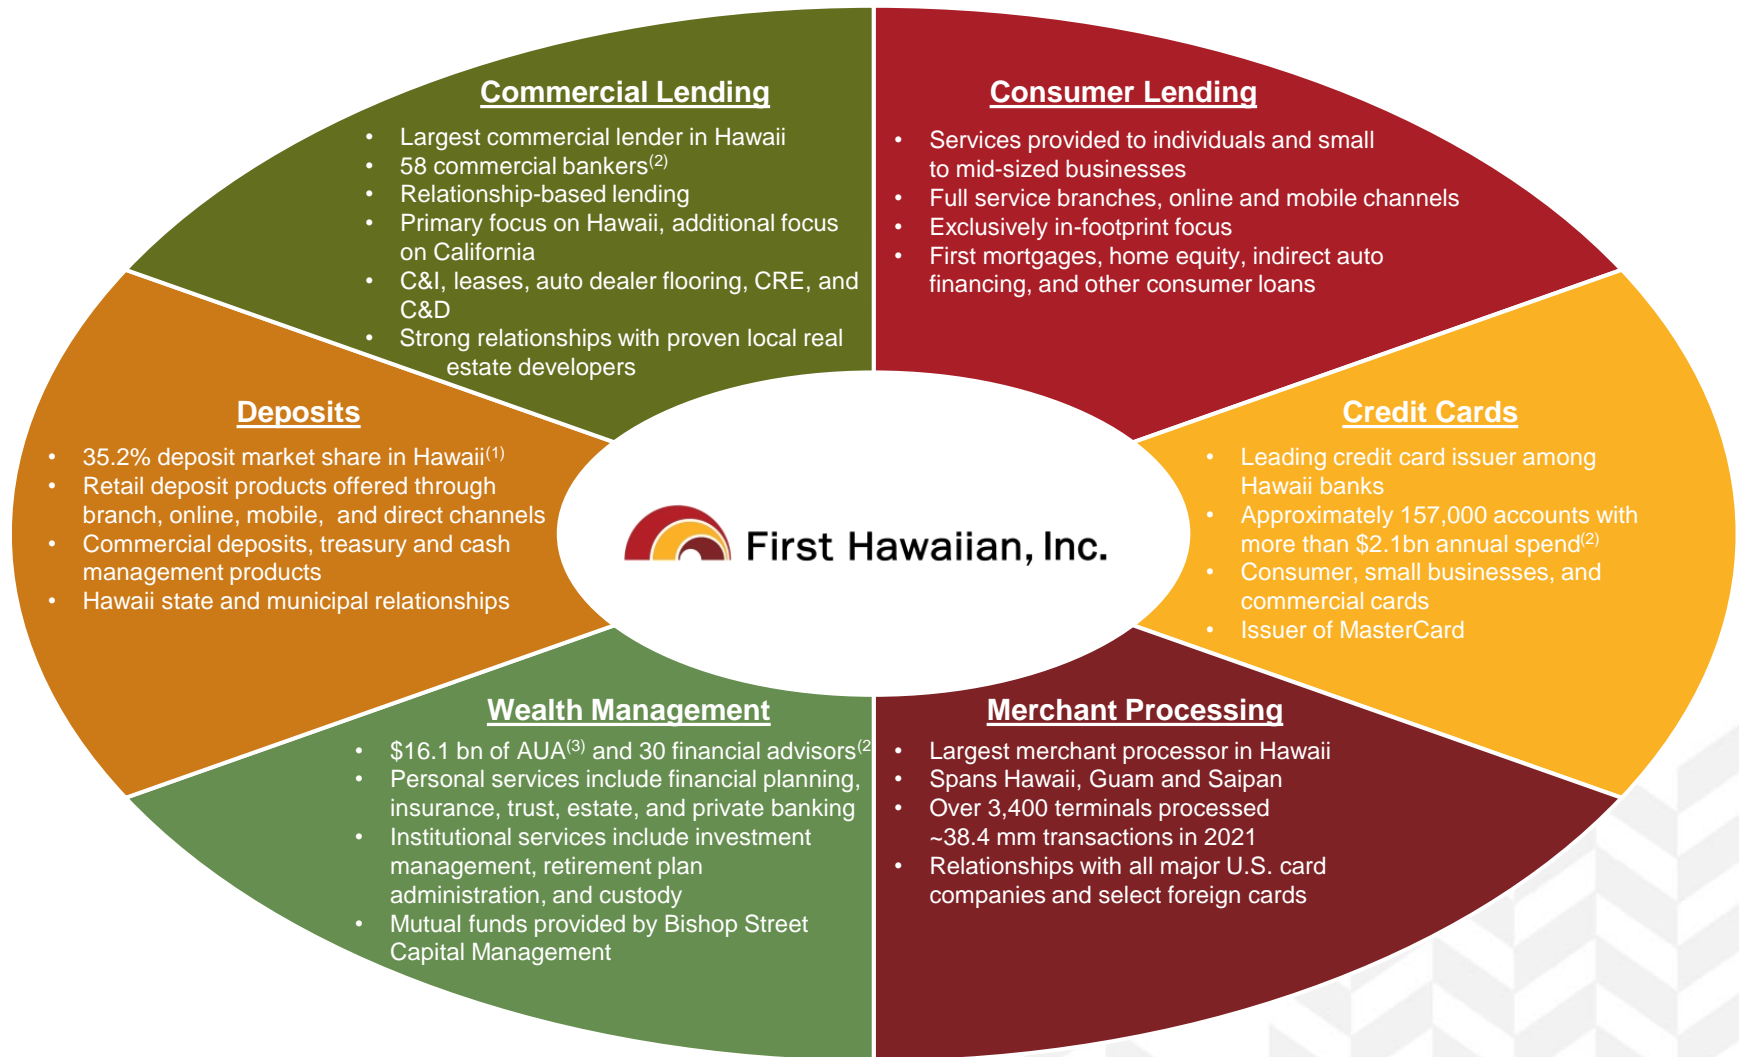 Commercial Lending
• Largest commercial lender in Hawaii
• 58 commercial bankers(2)
• Relationship-based lending
• Primary focus on Hawaii, additional focus
on California
• C&I, leases, auto dealer flooring, CRE, and
C&D
• Strong relationships with proven local real
estate developers
Consumer Lending
• Services provided to individuals and small
to mid-sized businesses
• Full service branches, online and mobile channels
• Exclusively in-footprint focus
• First mortgages, home equity, indirect auto
financing, and other consumer loans
Deposits
• 35.2% deposit market share in Hawaii(1)
• Retail deposit products offered through
branch, online, mobile, and direct channels
• Commercial deposits, treasury and cash
management products
• Hawaii state and municipal relationships
First Hawaiian, Inc.
Credit Cards
• Leading credit card issuer among
Hawaii banks
• Approximately 157,000 accounts with
more than $2.1bn annual spend(2)
• Consumer, small businesses, and
commercial cards
• Issuer of MasterCard
Wealth Management
• $16.1 bn of AUA(3) and 30 financial advisors(2
• Personal services include financial planning,
insurance, trust, estate, and private banking
• Institutional services include investment
management, retirement plan
administration, and custody
• Mutual funds provided by Bishop Street
Capital Management
Merchant Processing
• Largest merchant processor in Hawaii
• Spans Hawaii, Guam and Saipan
• Over 3,400 terminals processed
~38.4 mm transactions in 2021
• Relationships with all major U.S. card
companies and select foreign cards